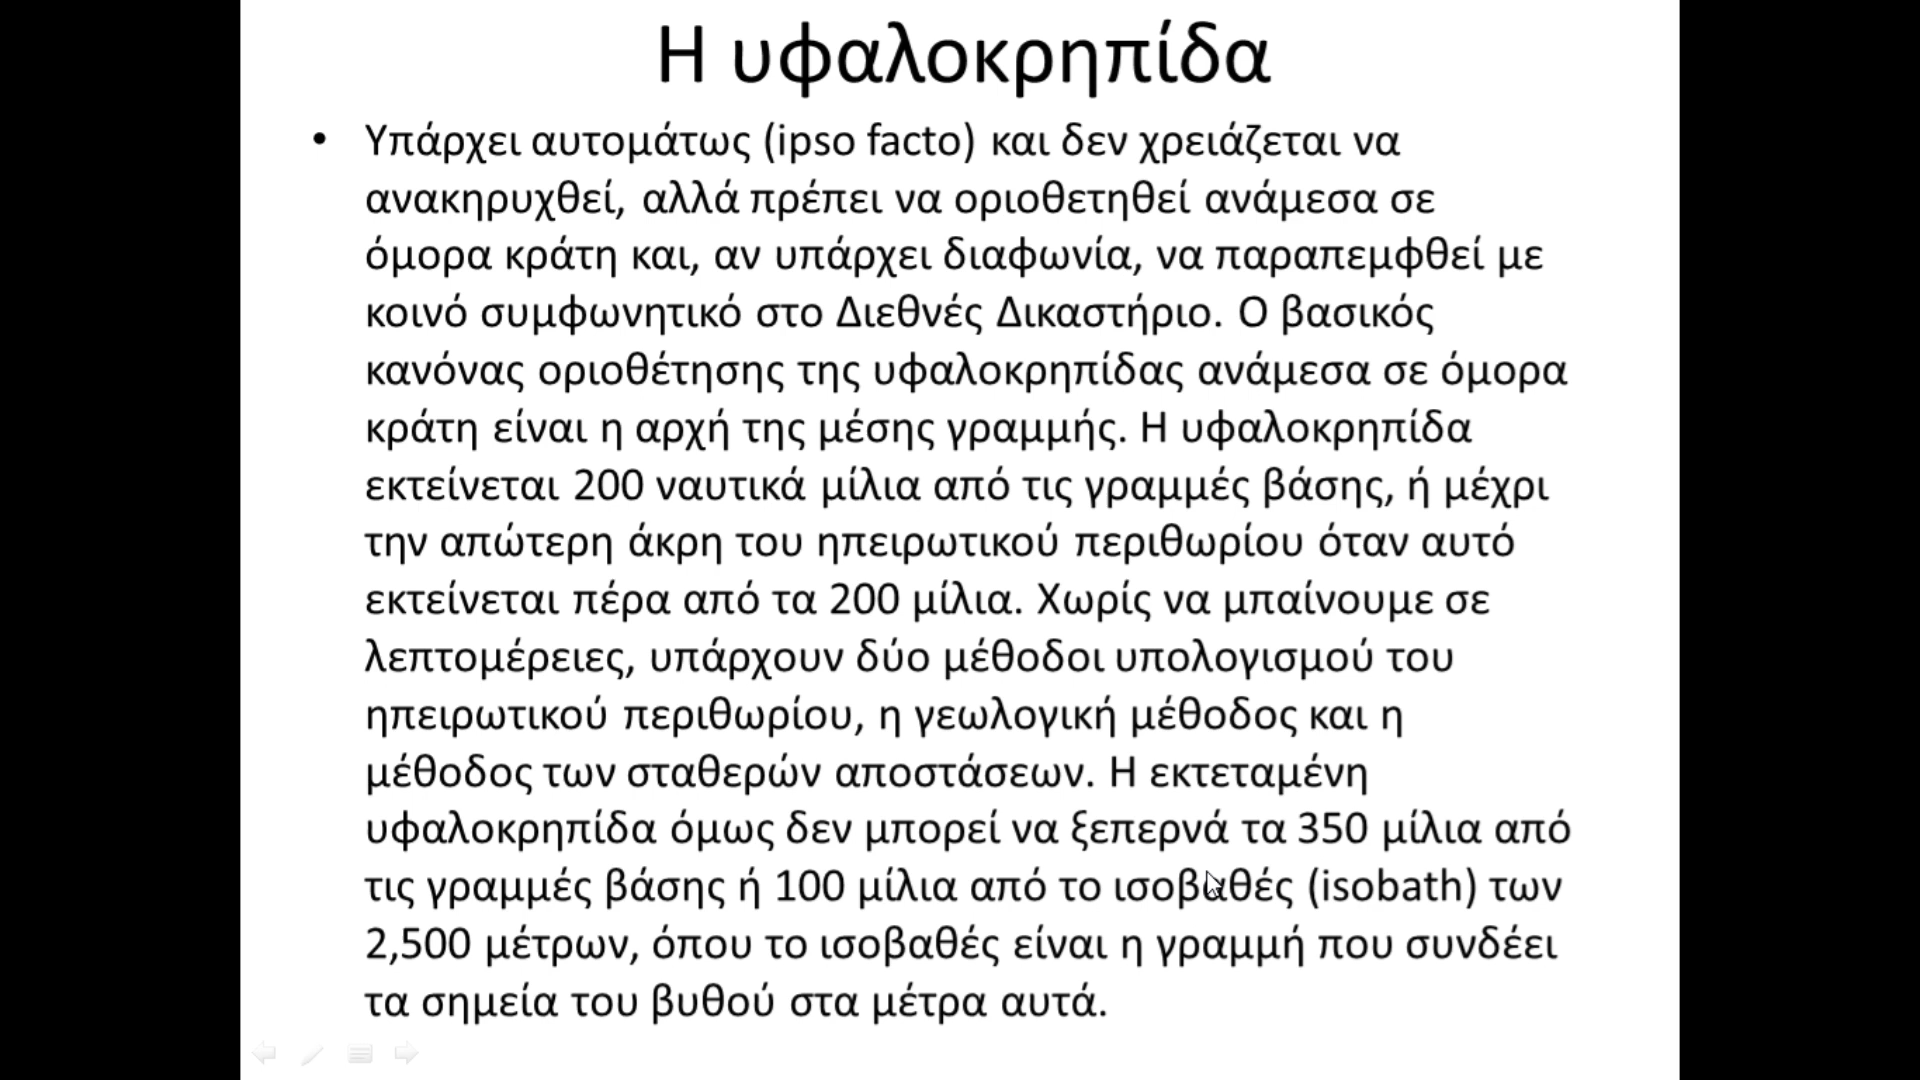 Η υφαλοκρηπίδα
• Υπάρχει αυτομάτως (ipso facto) και δεν χρειάζεται να
ανακηρυχθεί, αλλά πρέπει να οριοθετηθεί ανάμεσα σε
όμορα κράτη και, αν υπάρχει διαφωνία, να παραπεμφθεί με
κοινό συμφωνητικό στο Διεθνές Δικαστήριο. Ο βασικός
κανόνας οριοθέτησης της υφαλοκρηπίδας ανάμεσα σε όμορα
κράτη είναι η αρχή της μέσης γραμμής. Η υφαλοκρηπίδα
εκτείνεται 200 ναυτικά μίλια από τις γραμμές βάσης, ή μέχρι
την απώτερη άκρη του ηπειρωτικού περιθωρίου όταν αυτό
εκτείνεται πέρα από τα 200 μίλια. Χωρίς να μπαίνουμε σε
λεπτομέρειες, υπάρχουν δύο μέθοδοι υπολογισμού του
ηπειρωτικού περιθωρίου, η γεωλογική μέθοδος και η
μέθοδος των σταθερών αποστάσεων. Η εκτεταμένη
υφαλοκρηπίδα όμως δεν μπορεί να ξεπερνά τα 350 μίλια από
τις γραμμές βάσης ή 100 μίλια από το ισοβαθές (isobath) των
2,500 μέτρων, όπου το ισοβαθές είναι η γραμμή που συνδέει
τα σημεία του βυθού στα μέτρα αυτά.